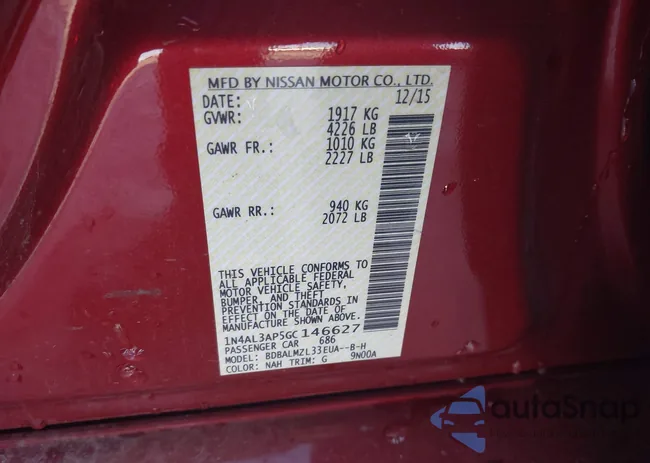 MFD BY NISSAN MOTOR CO., LTD.
DATE: 12/15
GVWR: 1917 KG
4226 LB
GAWR FR.: 1010 KG
2227 LB
GAWR RR.: 940 KG
2072 LB
THIS VEHICLE CONFORMS TO
ALL APPLICABLE FEDERAL
MOTOR VEHICLE SAFETY,
BUMPER, AND THEFT
PREVENTION STANDARDS IN
EFFECT ON THE DATE OF
MANUFACTURE SHOWN ABOVE.
1N4AL3AP5GC146627
PASSENGER CAR 686
MODEL: BDBALMZL33EUA--B-H
COLOR: NAH TRIM: G 9N00A
autoSnap